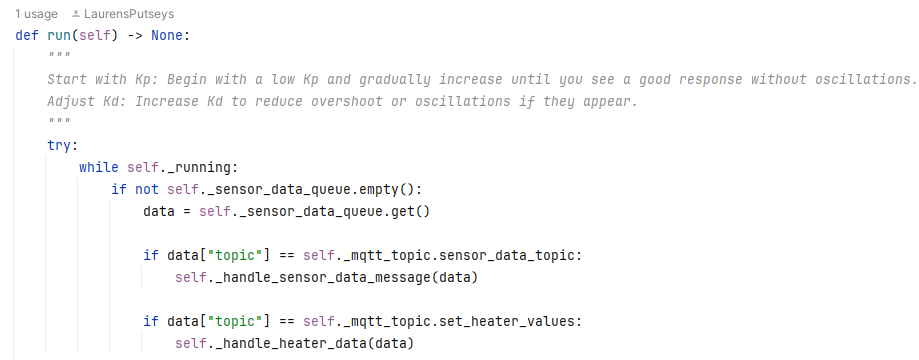 1 usage LaurensPutseys
def run(self) -> None:
"""
Start with Kp: Begin with a low Kp and gradually increase until you see a good response without oscillations.
Adjust Kd: Increase Kd to reduce overshoot or oscillations if they appear.
"""
try:
while self._running:
if not self._sensor_data_queue.empty():
data = self._sensor_data_queue.get()
if data["topic"] == self._mqtt_topic.sensor_data_topic:
self._handle_sensor_data_message(data)
if data["topic"] == self._mqtt_topic.set_heater_values:
self._handle_heater_data(data)